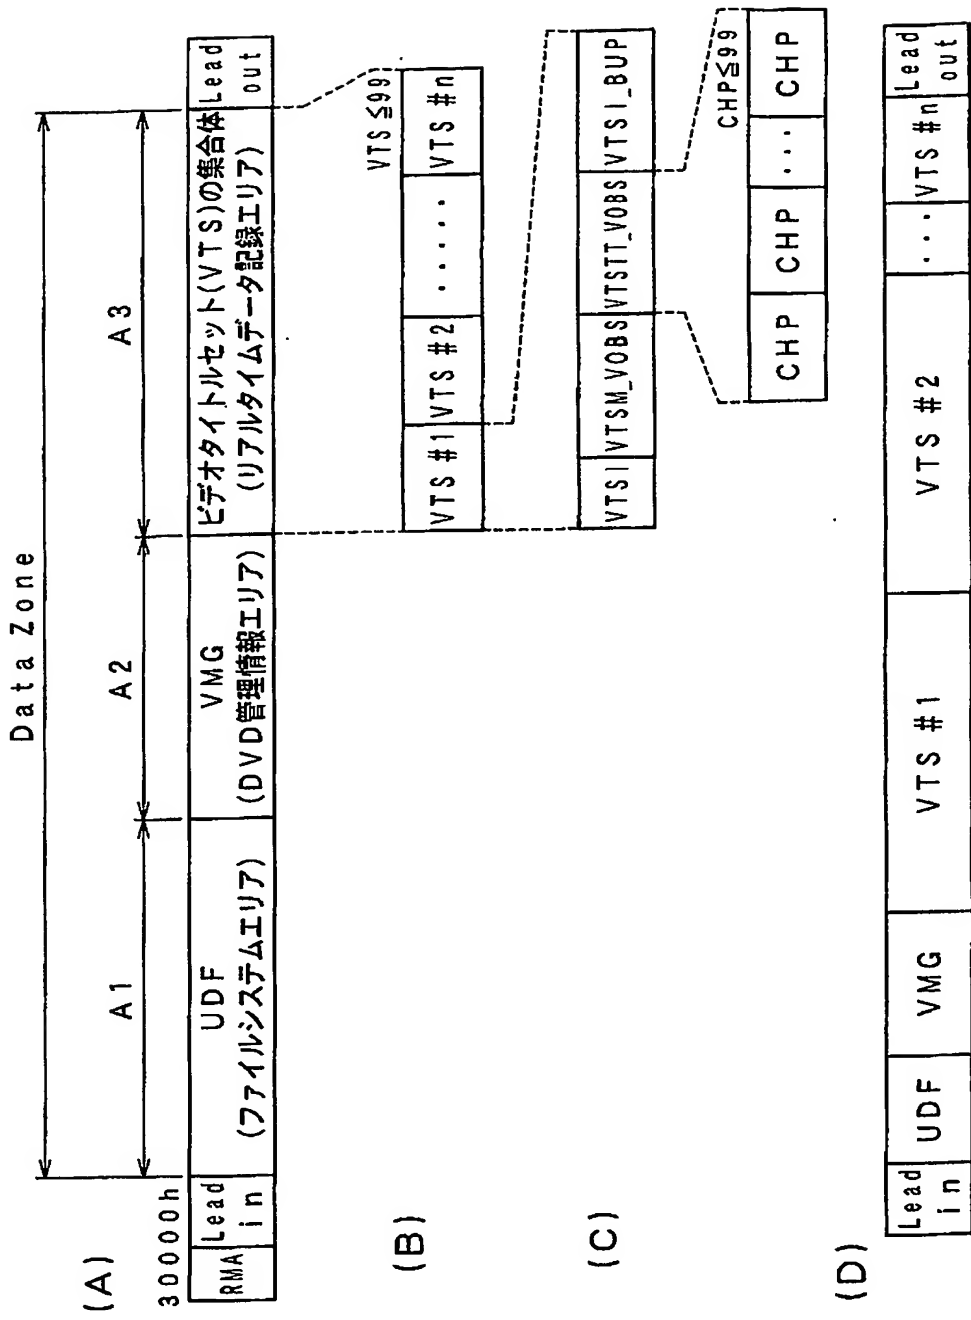 Data Zone
(A)
A1
A2
A3
30000h
RMA
Lead
in
UDF
(ファイルシステムエリア)
VMG
(DVD管理情報エリア)
ビデオタイトルセット(VTS)の集合体
(リアルタイムデータ記録エリア)
Lead
out
(B)
VTS≦99
VTS #1
VTS #2
.....
VTS #n
(C)
VTSI
VTSM_VOBS
VTSTT_VOBS
VTSI_BUP
CHP≦99
CHP
CHP
...
CHP
(D)
Lead
in
UDF
VMG
VTS #1
VTS #2
...
VTS #n
Lead
out